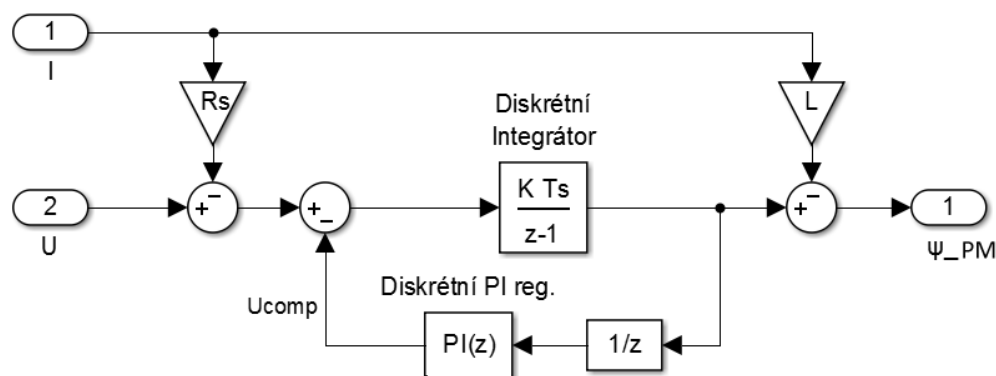 1
I
Rs
L
Diskrétní
Integrátor
2
U
+
−
+
−
K Ts
z-1
+
−
1
Ψ_PM
Ucomp
Diskrétní PI reg.
PI(z)
1/z